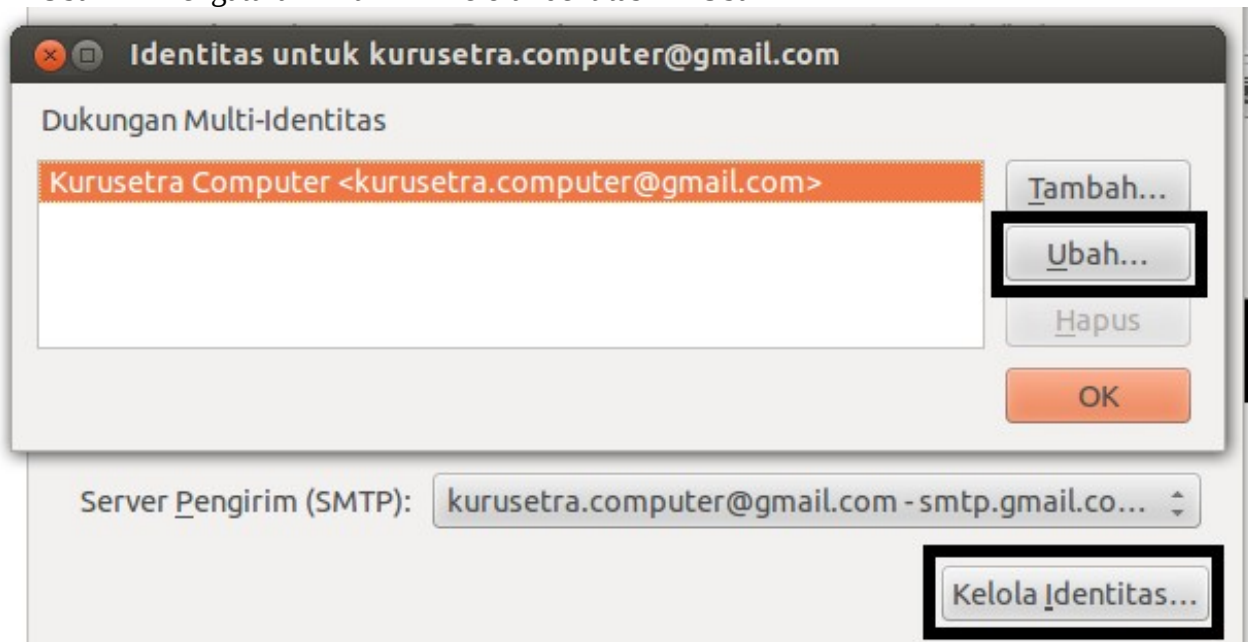 Identitas untuk kurusetra.computer@gmail.com
Dukungan Multi-Identitas
Kurusetra Computer <kurusetra.computer@gmail.com>
Tambah...
Ubah...
Hapus
OK
Server Pengirim (SMTP):
kurusetra.computer@gmail.com - smtp.gmail.co...
Kelola Identitas...